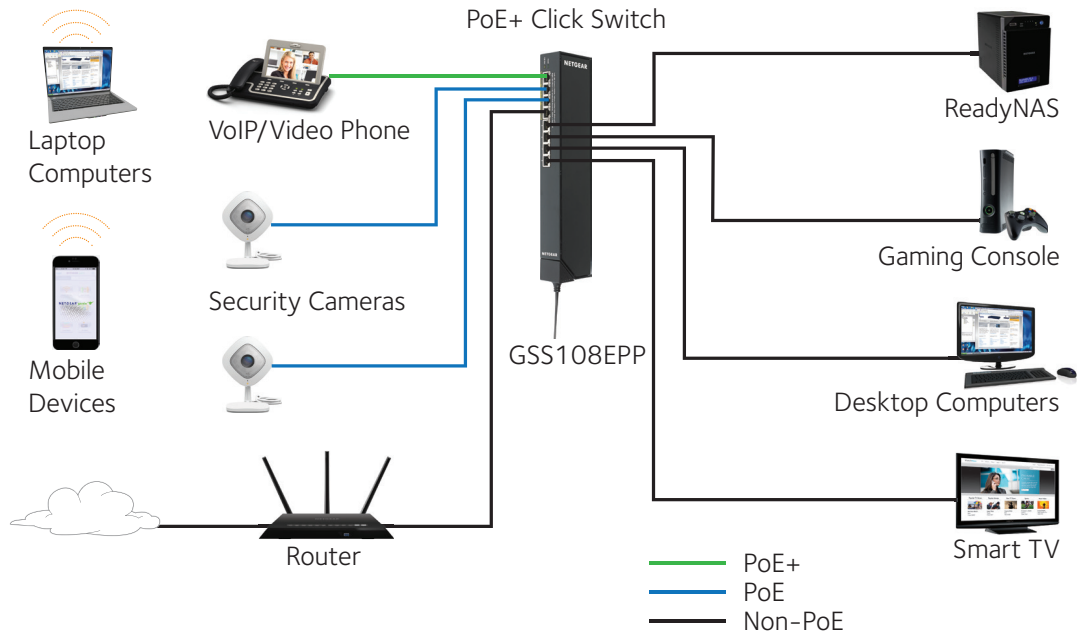 PoE+ Click Switch
NETGEAR
Laptop
Computers
VoIP/Video Phone
ReadyNAS
Gaming Console
NETGEAR
Security Cameras
NETGEAR
GSS108EPP
Mobile
Devices
Desktop Computers
Router
Smart TV
PoE+
PoE
Non-PoE